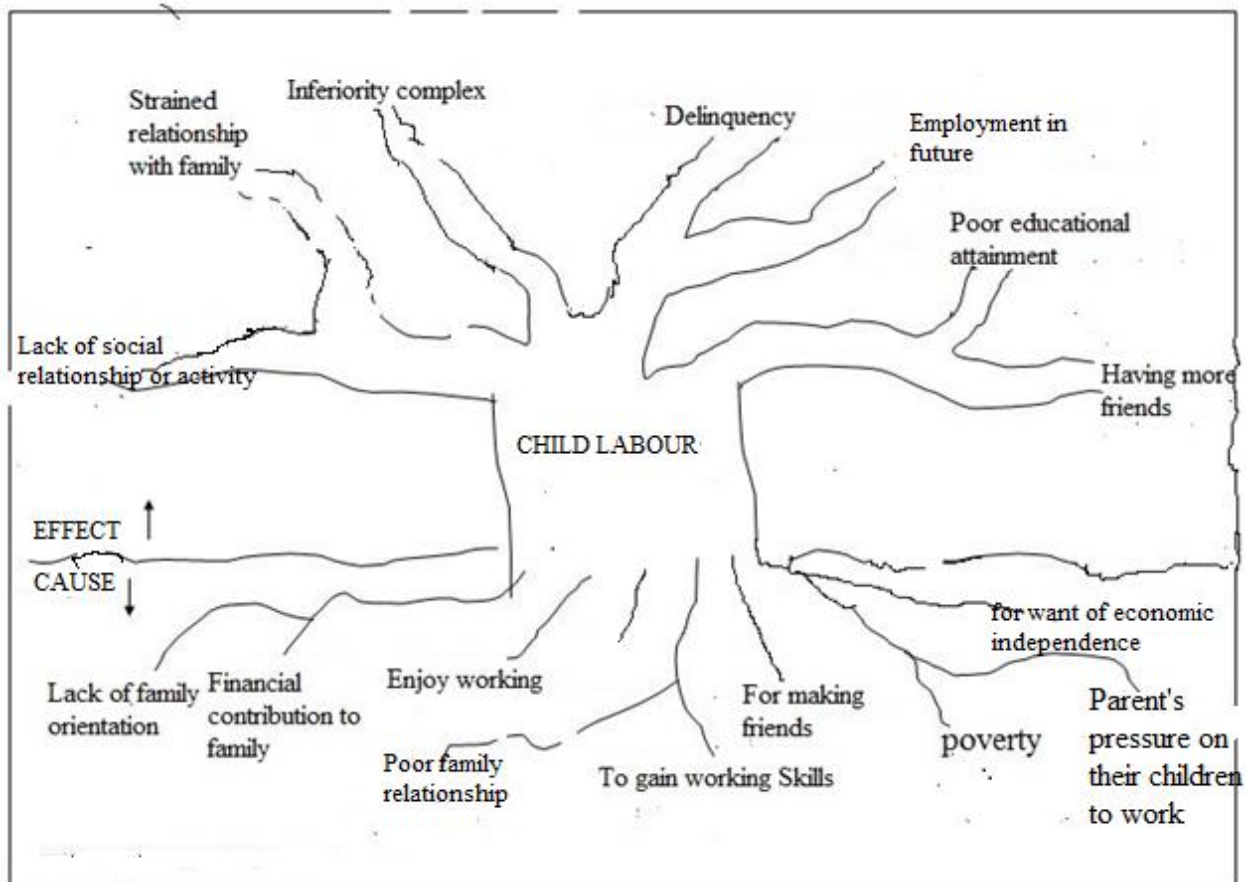 Inferiority complex
Strained
relationship
with family
Delinquency
Employment in
future
Poor educational
attainment
Lack of social
relationship or activity
Having more
friends
CHILD LABOUR
EFFECT
CAUSE
for want of economic
independence
Lack of family
orientation
Financial
contribution to
family
Enjoy working
For making
friends
Parent's
pressure on
their children
to work
poverty
Poor family
relationship
To gain working Skills